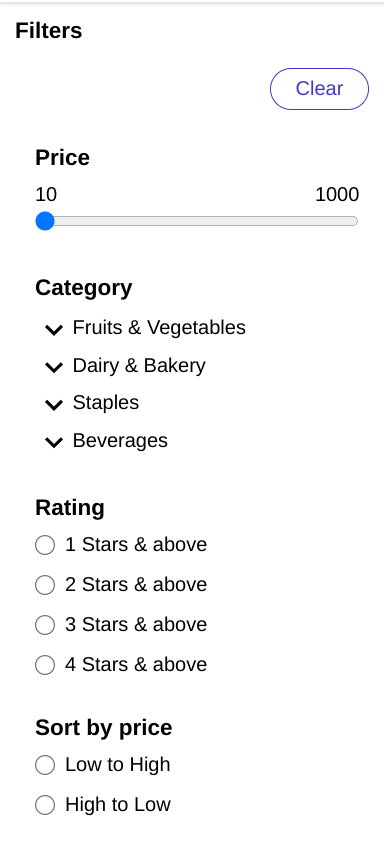 Filters
Clear
Price
10 1000
Category
Fruits & Vegetables
Dairy & Bakery
Staples
Beverages
Rating
1 Stars & above
2 Stars & above
3 Stars & above
4 Stars & above
Sort by price
Low to High
High to Low